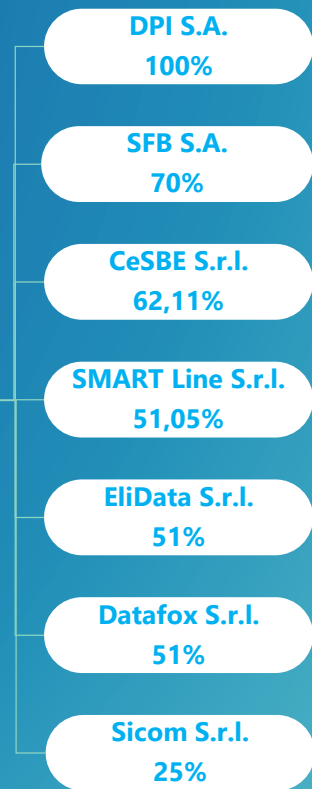 DPI S.A.
100%
SFB S.A.
70%
CeSBE S.r.l.
62,11%
SMART Line S.r.l.
51,05%
EliData S.r.l.
51%
Datafox S.r.l.
51%
Sicom S.r.l.
25%